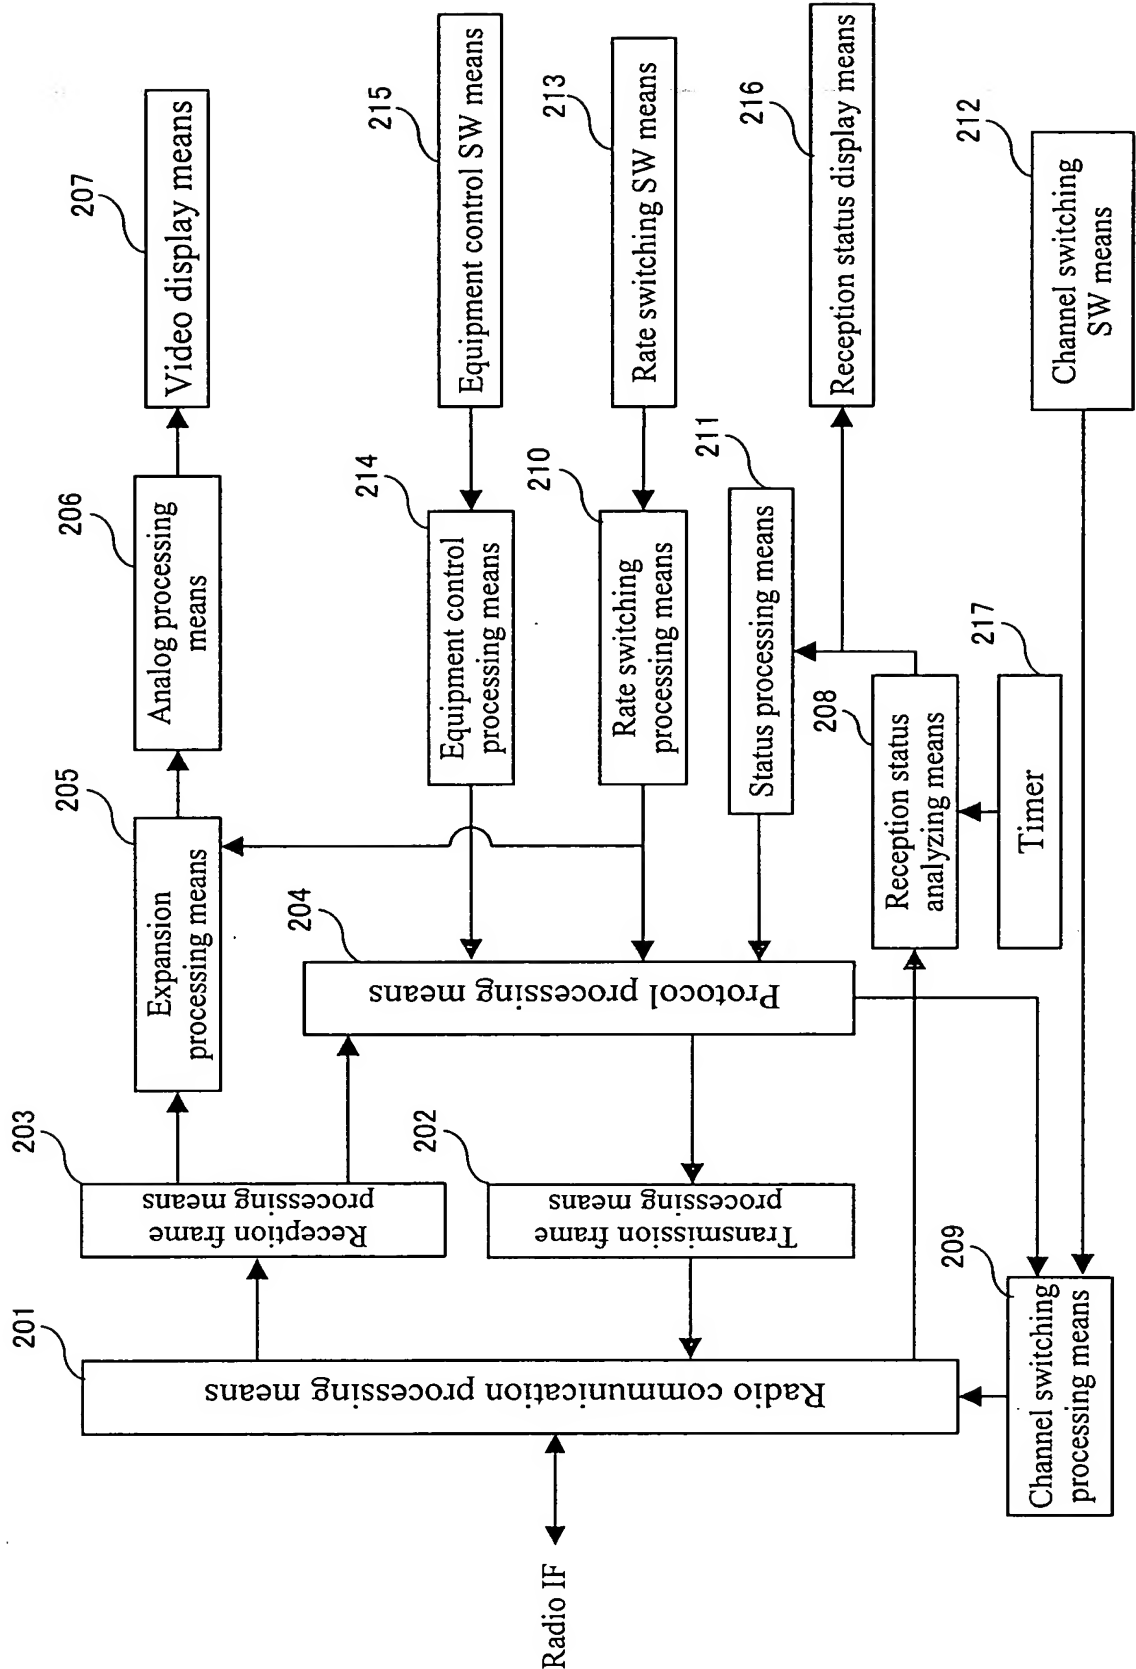 207
Video display means
215
Equipment control SW means
213
Rate switching SW means
216
Reception status display means
212
Channel switching
SW means
206
Analog processing
means
214
Equipment control
processing means
210
Rate switching
processing means
211
Status processing means
208
Reception status
analyzing means
217
Timer
205
Expansion
processing means
204
Protocol processing means
203
Reception frame
processing means
202
Transmission frame
processing means
209
Channel switching
processing means
201
Radio communication processing means
Radio IF